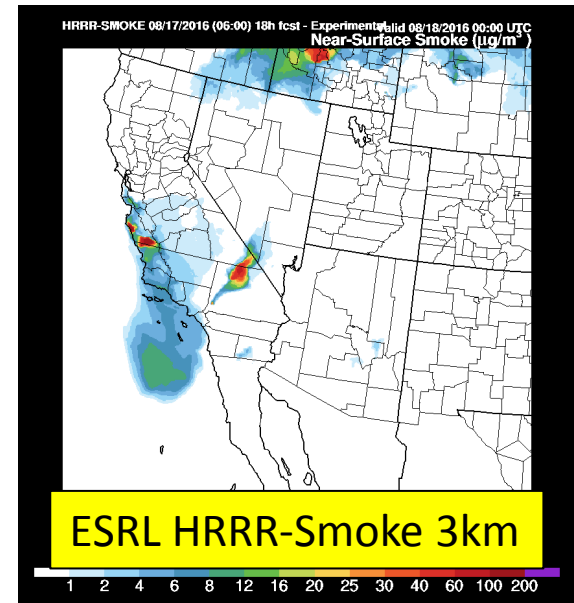 HRRR-SMOKE 08/17/2016 (06:00) 18h fcst - Experimental Valid 08/18/2016 00:00 UTC
Near-Surface Smoke (µg/m³)
ESRL HRRR-Smoke 3km
1 2 4 6 8 12 16 20 25 30 40 60 100 200